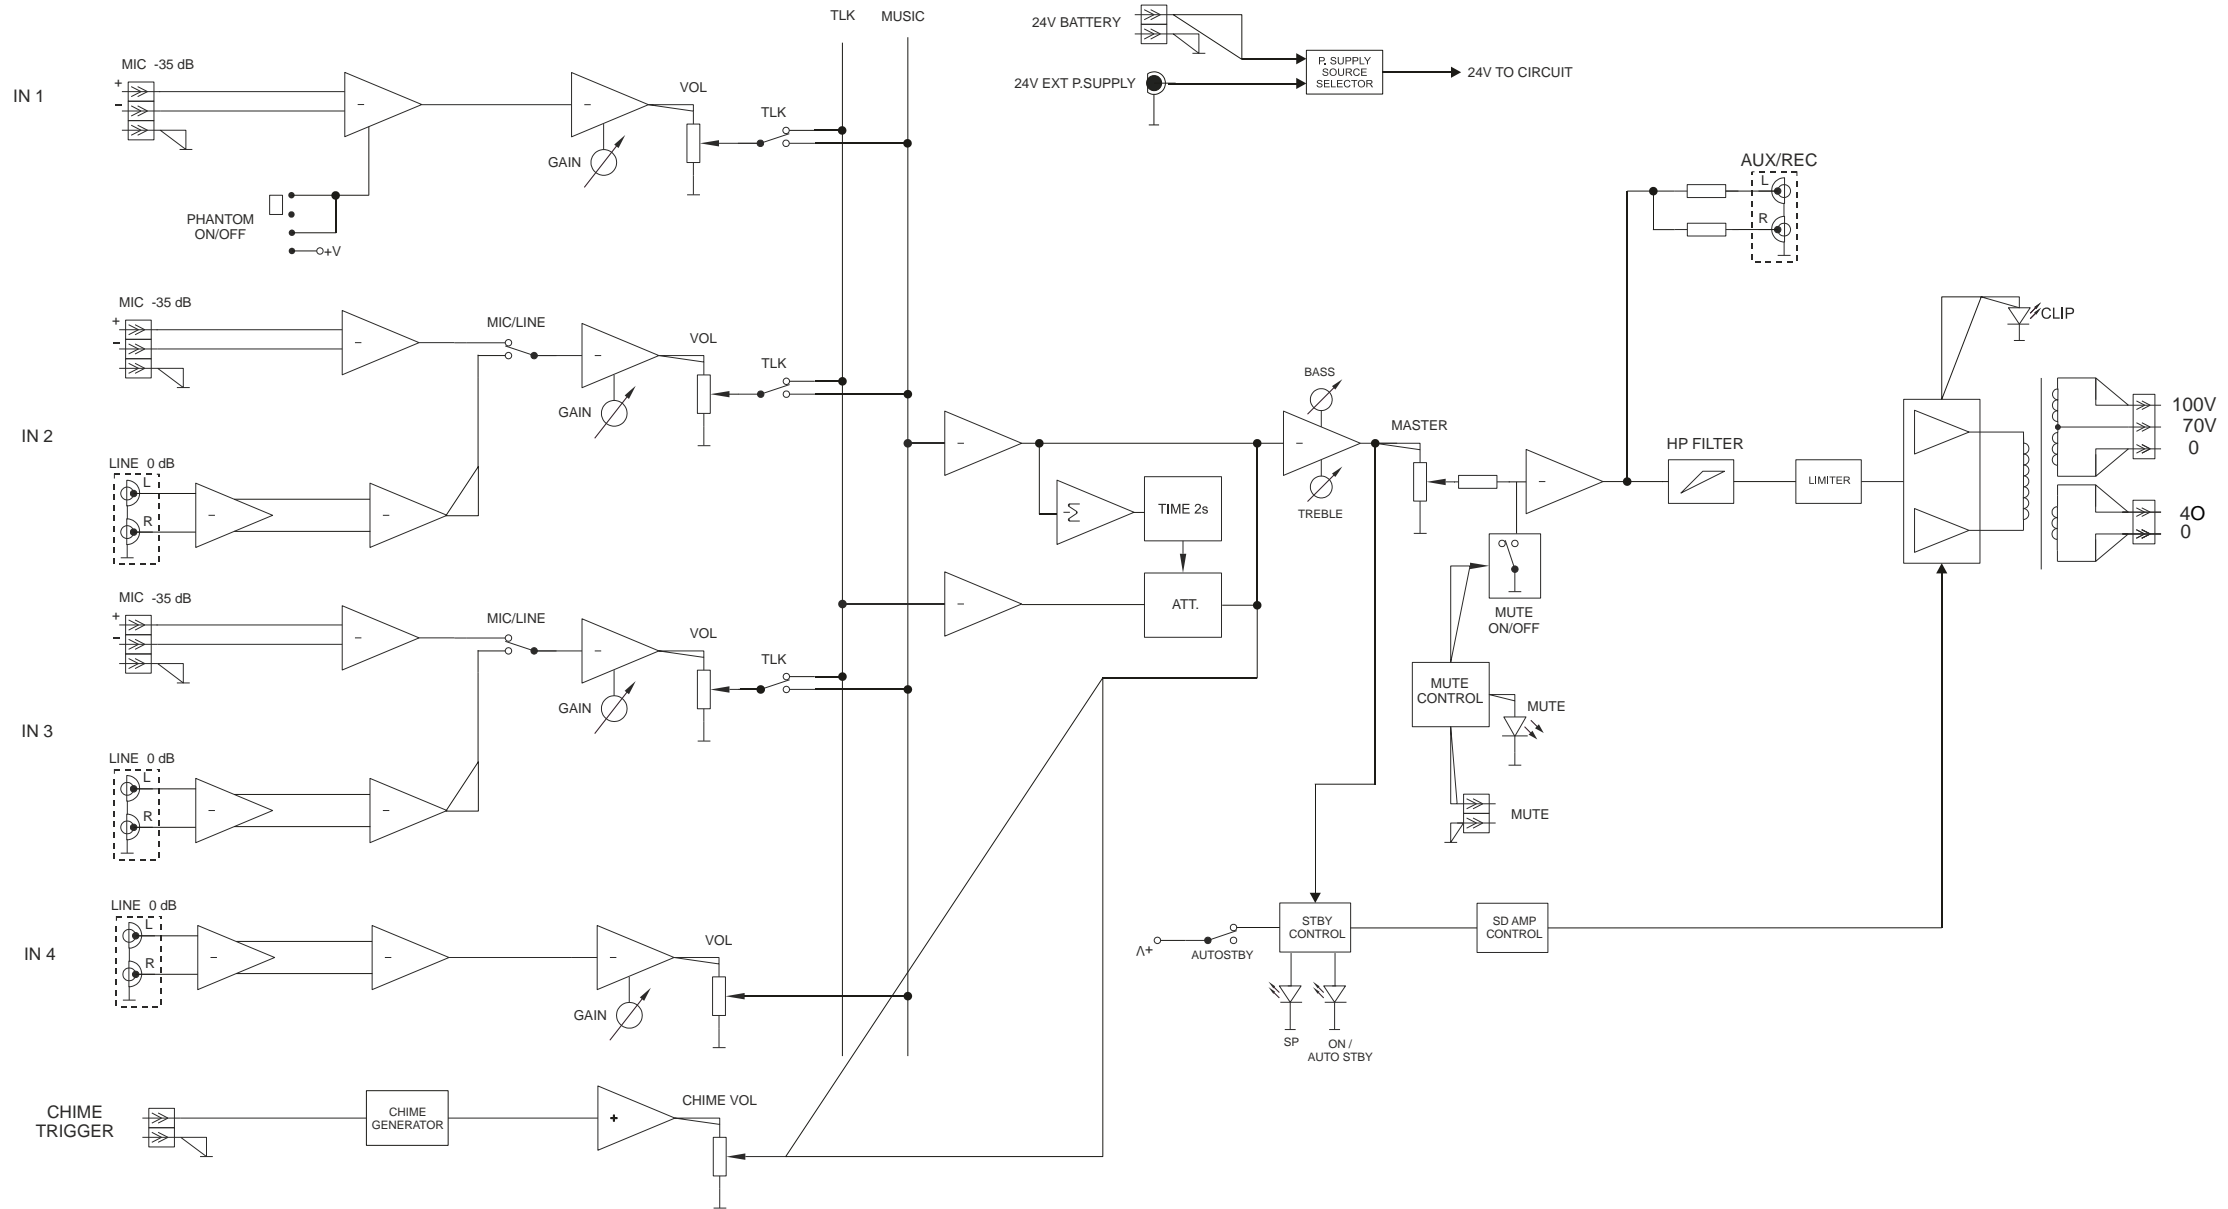 TLK
MUSIC
24V BATTERY
P. SUPPLY
SOURCE
SELECTOR
24V TO CIRCUIT
24V EXT P.SUPPLY
IN 1
MIC -35 dB
+
−
−
−
VOL
GAIN
TLK
PHANTOM
ON/OFF
+V
AUX/REC
L
R
IN 2
MIC -35 dB
+
−
−
MIC/LINE
−
VOL
GAIN
TLK
LINE 0 dB
L
R
−
−
−
BASS
−
TREBLE
MASTER
−Σ
TIME 2s
−
ATT.
−
HP FILTER
LIMITER
CLIP
100V
70V
0
4O
0
MUTE
ON/OFF
MUTE
CONTROL
MUTE
MUTE
IN 3
MIC -35 dB
+
−
−
MIC/LINE
−
VOL
GAIN
TLK
LINE 0 dB
L
R
−
−
IN 4
LINE 0 dB
L
R
−
−
−
VOL
GAIN
Λ+
AUTOSTBY
STBY
CONTROL
SD AMP
CONTROL
SP
ON /
AUTO STBY
CHIME
TRIGGER
CHIME
GENERATOR
+
CHIME VOL